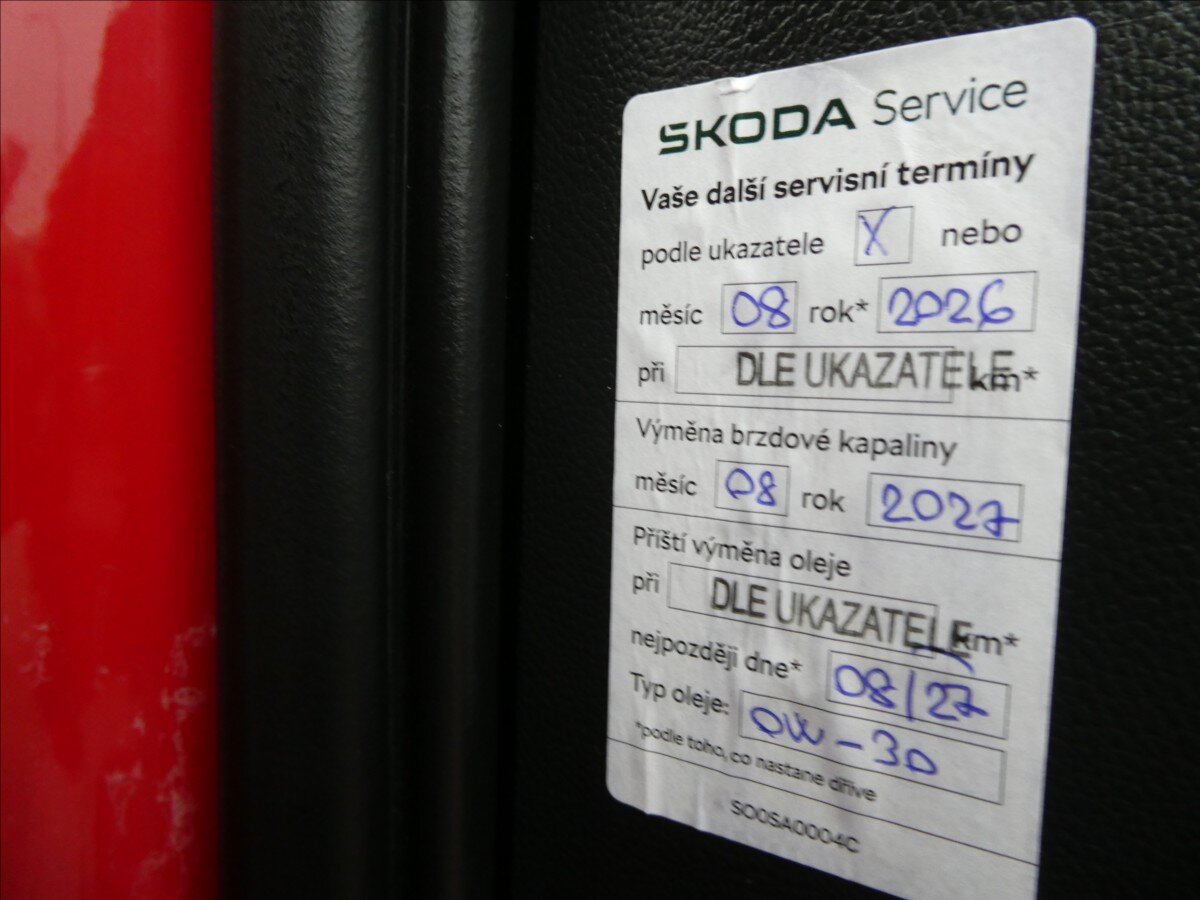 ŠKODA Service
Vaše další servisní termíny
podle ukazatele X nebo
měsíc 08 rok* 2026
při DLE UKAZATELE km*
Výměna brzdové kapaliny
měsíc 08 rok 2027
Příští výměna oleje
při DLE UKAZATELE km*
nejpozději dne* 08/27
Typ oleje: 0W-30
*podle toho, co nastane dříve
S00SA0004C